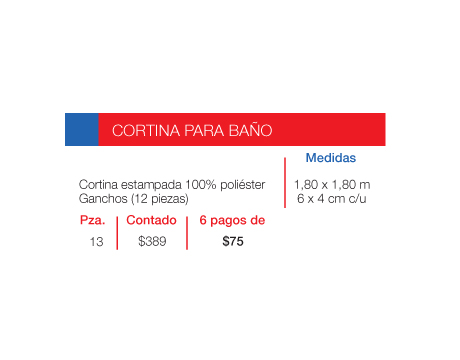 CORTINA PARA BAÑO
Medidas
Cortina estampada 100% poliéster 1,80 x 1,80 m
Ganchos (12 piezas) 6 x 4 cm c/u
Pza. Contado 6 pagos de
13 $389 $75